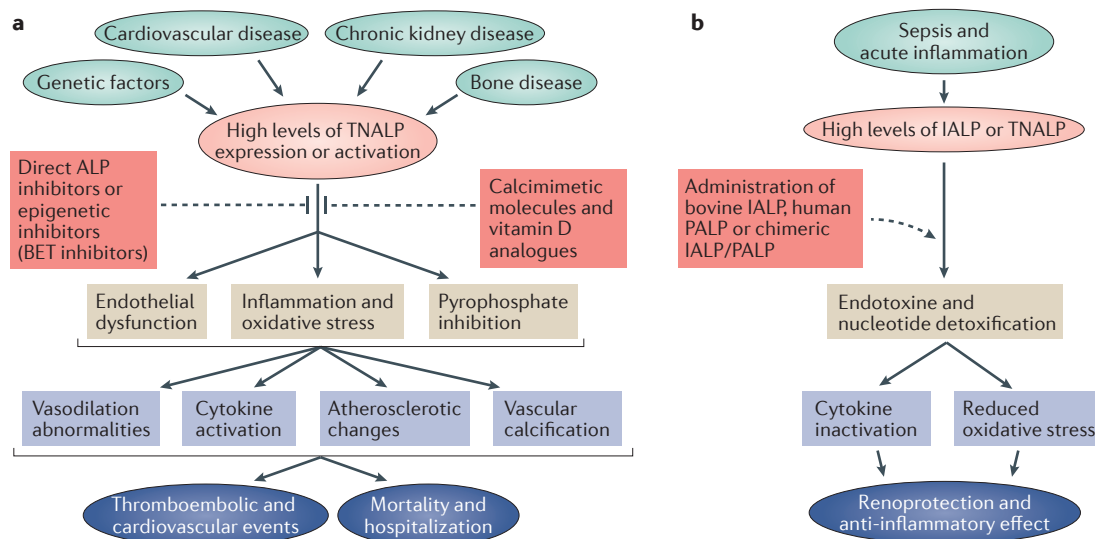 a
Cardiovascular disease
Chronic kidney disease
Genetic factors
Bone disease
High levels of TNALP
expression or activation
Direct ALP
inhibitors or
epigenetic
inhibitors
(BET inhibitors)
Calcimimetic
molecules and
vitamin D
analogues
Endothelial
dysfunction
Inflammation and
oxidative stress
Pyrophosphate
inhibition
Vasodilation
abnormalities
Cytokine
activation
Atherosclerotic
changes
Vascular
calcification
Thromboembolic and
cardiovascular events
Mortality and
hospitalization
b
Sepsis and
acute inflammation
High levels of IALP or TNALP
Administration of
bovine IALP, human
PALP or chimeric
IALP/PALP
Endotoxine and
nucleotide detoxification
Cytokine
inactivation
Reduced
oxidative stress
Renoprotection and
anti-inflammatory effect